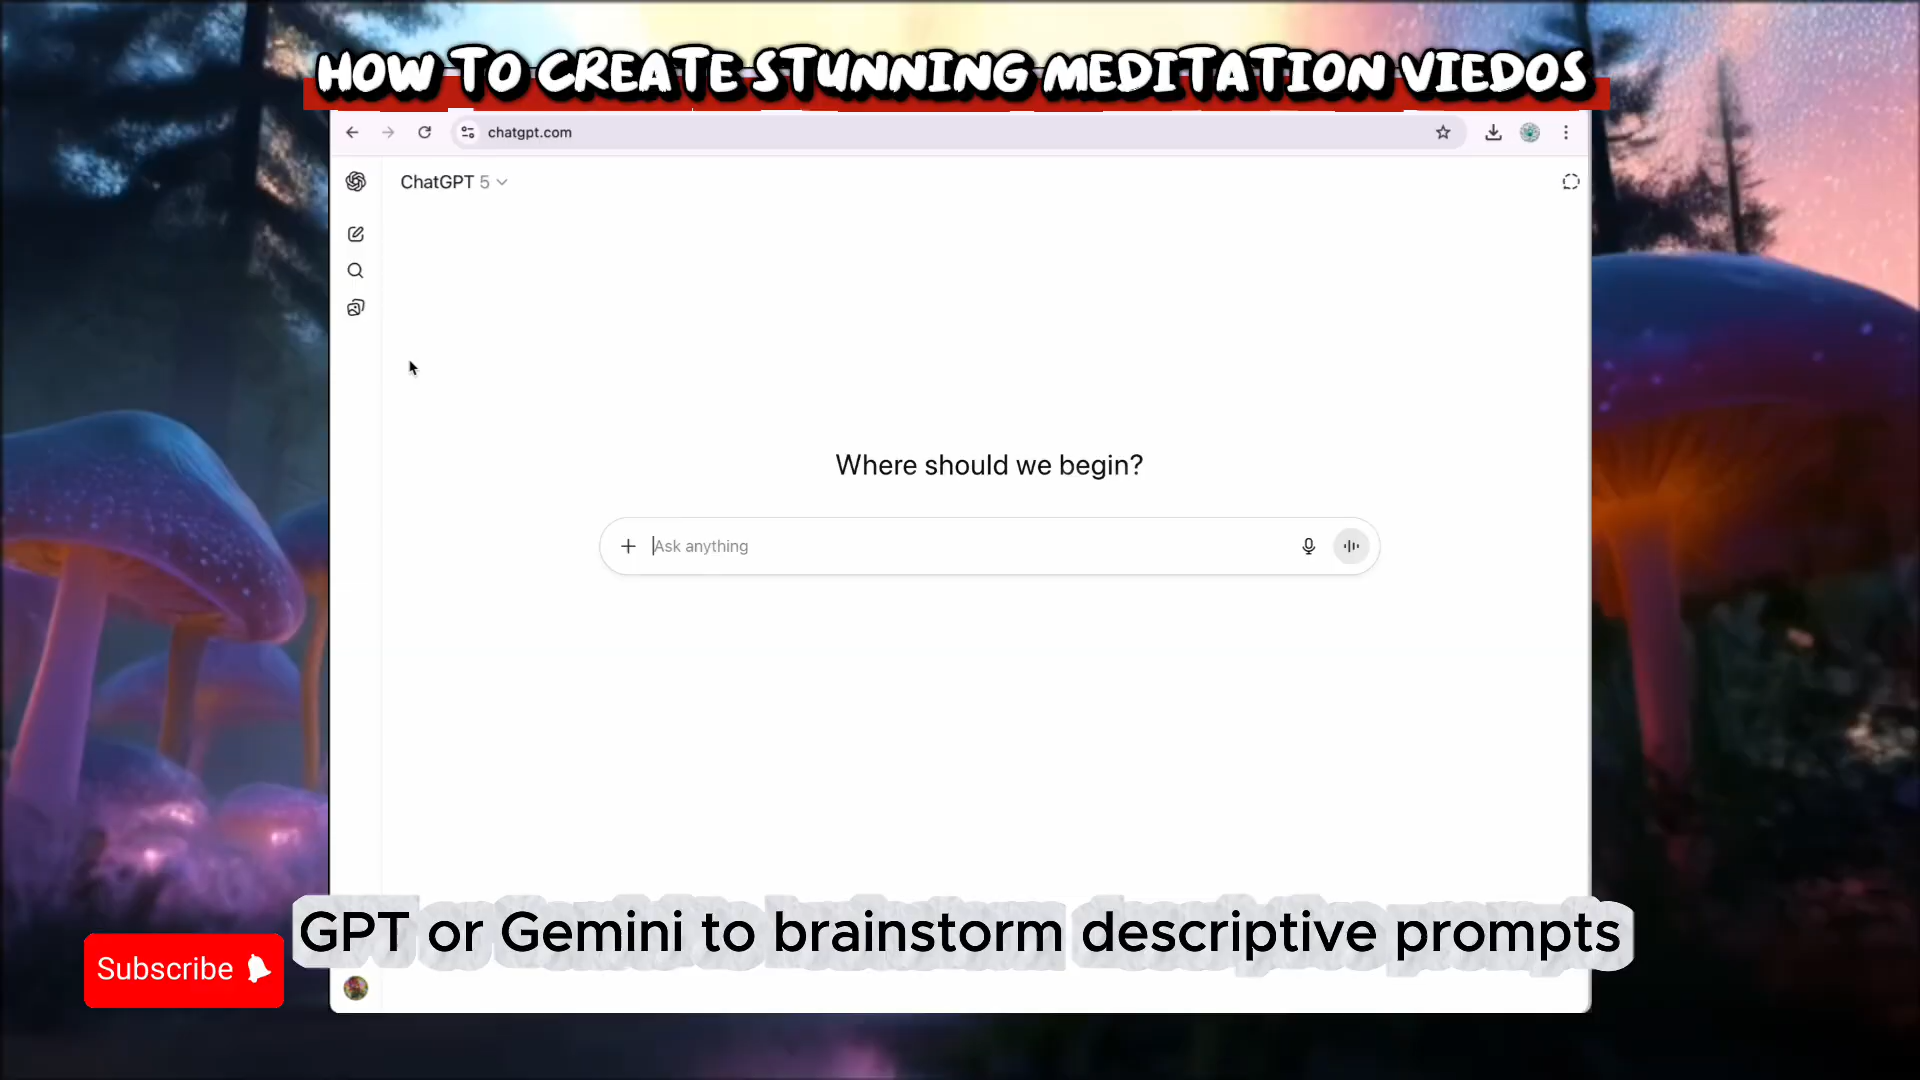 HOW TO CREATE STUNNING MEDITATION VIEDOS
chatgpt.com
ChatGPT 5
Where should we begin?
Ask anything
GPT or Gemini to brainstorm descriptive prompts
Subscribe